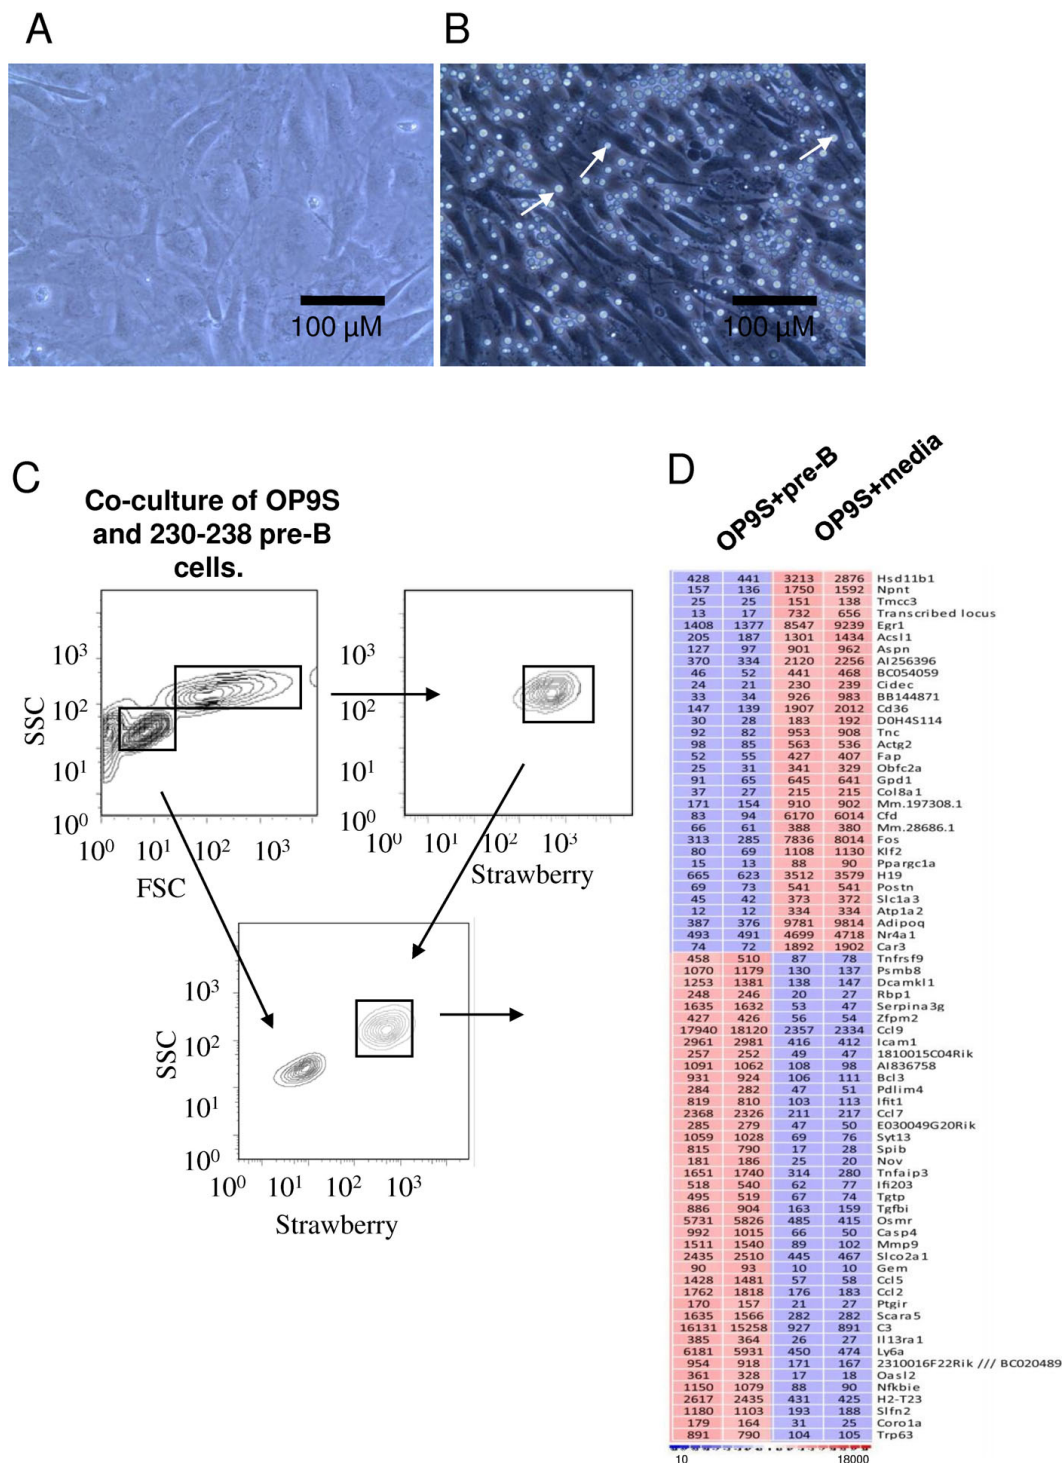 A
B
100 µM
100 µM
C
D
Co-culture of OP9S
and 230-238 pre-B
cells.
OP9S+pre-B
OP9S+media
SSC
10³
10²
10¹
10⁰
10⁰ 10¹ 10² 10³
FSC
10³
10²
10¹
10⁰
10² 10³
Strawberry
SSC
10³
10²
10¹
10⁰
10⁰ 10¹ 10² 10³
Strawberry
428 441 3213 2876 Hsd11b1
157 136 1750 1592 Npnt
25 25 151 138 Tmcc3
13 17 732 656 Transcribed locus
1408 1377 8547 9239 Egr1
205 187 1301 1434 Acsl1
127 97 901 962 Aspn
370 334 2120 2256 AI256396
46 52 441 468 BC054059
24 21 230 239 Cidec
33 34 926 983 BB144871
147 139 1907 2012 Cd36
30 28 183 192 D0H4S114
92 82 953 908 Tnc
98 85 563 536 Actg2
52 55 427 407 Fap
25 31 341 329 Obfc2a
91 65 645 641 Gpd1
37 27 215 215 Col8a1
171 154 910 902 Mm.197308.1
83 94 6170 6014 Cfd
66 61 388 380 Mm.28686.1
313 285 7836 8014 Fos
80 69 1108 1130 Klf2
15 13 88 90 Ppargc1a
665 623 3512 3579 H19
69 73 541 541 Postn
45 42 373 372 Slc1a3
12 12 334 334 Atp1a2
387 376 9781 9814 Adipoq
493 491 4699 4718 Nr4a1
74 72 1892 1902 Car3
458 510 87 78 Tnfrsf9
1070 1179 130 137 Psmb8
1253 1381 138 147 Dcamkl1
248 246 20 27 Rbp1
1635 1632 53 47 Serpina3g
427 426 56 54 Zfpm2
17940 18120 2357 2334 Ccl9
2961 2981 416 412 Icam1
257 252 49 47 1810015C04Rik
1091 1062 108 98 AI836758
931 924 106 111 Bcl3
284 282 47 51 Pdlim4
819 810 103 113 Ifit1
2368 2326 211 217 Ccl7
285 279 47 50 E030049G20Rik
1059 1028 69 76 Syt13
815 790 17 28 Spib
181 186 25 20 Nov
1651 1740 314 280 Tnfaip3
518 540 62 77 Ifi203
495 519 67 74 Tgtp
886 904 163 159 Tgfbi
5731 5826 485 415 Osmr
992 1015 66 50 Casp4
1511 1540 89 102 Mmp9
2435 2510 445 467 Slco2a1
90 93 10 10 Gem
1428 1481 57 58 Ccl5
1762 1818 176 183 Ccl2
170 157 21 27 Ptgir
1635 1566 282 282 Scara5
16131 15258 927 891 C3
385 364 26 27 Il13ra1
6181 5931 450 474 Ly6a
954 918 171 167 2310016F22Rik /// BC020489
361 328 17 18 Oasl2
1150 1079 88 90 Nfkbie
2617 2435 431 425 H2-T23
1180 1103 193 188 Slfn2
179 164 31 25 Coro1a
891 790 104 105 Trp63
10 18000